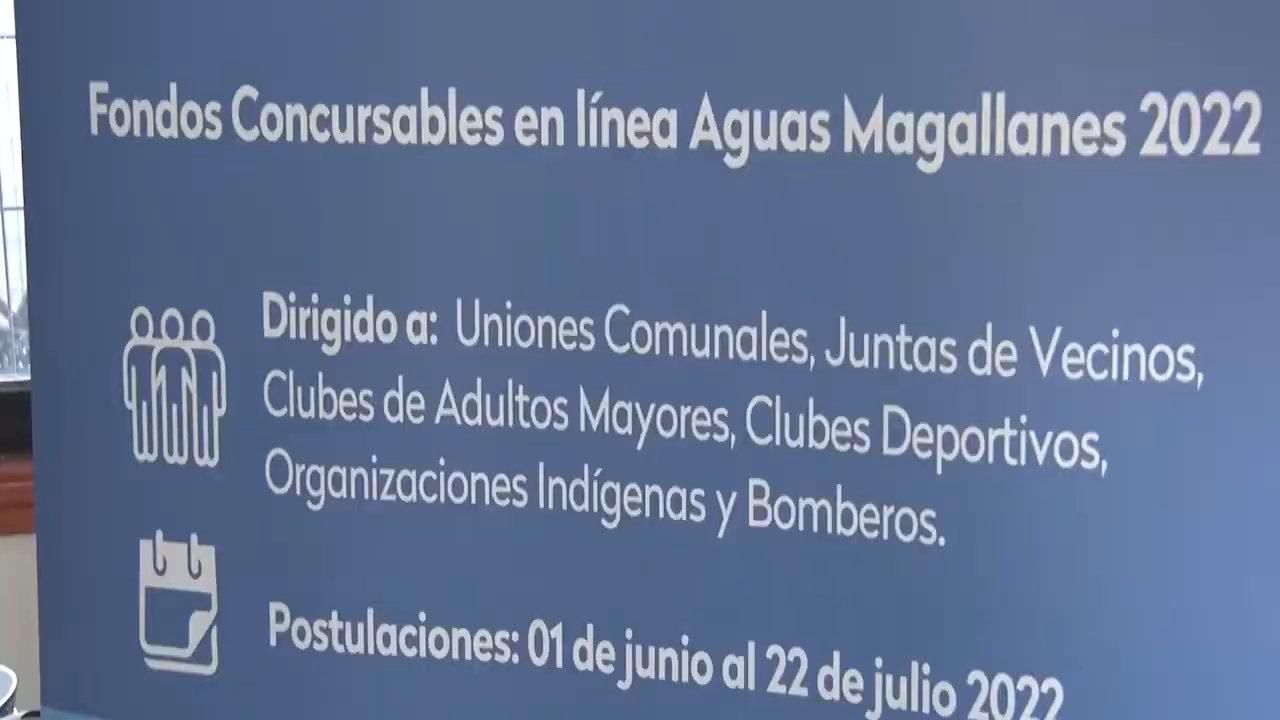 Fondos Concursables en línea Aguas Magallanes 2022
Dirigido a: Uniones Comunales, Juntas de Vecinos,
Clubes de Adultos Mayores, Clubes Deportivos,
Organizaciones Indígenas y Bomberos.
Postulaciones: 01 de junio al 22 de julio 2022